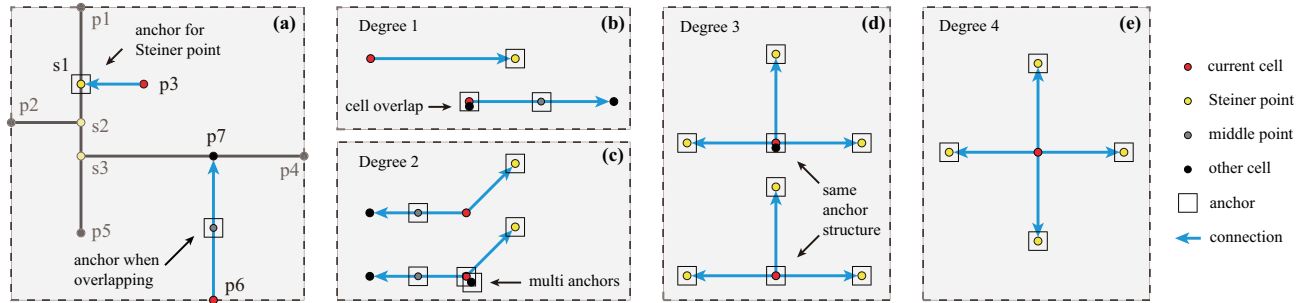 p1
(a)
anchor for
Steiner point
s1
p3
p2
s2
p7
s3
p4
p5
anchor when
overlapping
p6
Degree 1
(b)
cell overlap
Degree 2
(c)
multi anchors
Degree 3
(d)
same
anchor
structure
Degree 4
(e)
current cell
Steiner point
middle point
other cell
anchor
connection